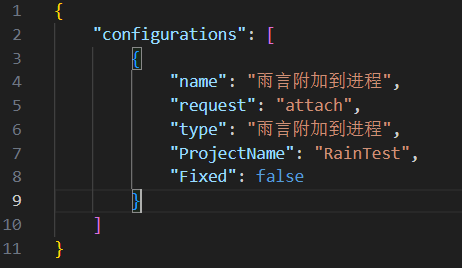 1 {
2 "configurations": [
3 {
4 "name": "雨言附加到进程",
5 "request": "attach",
6 "type": "雨言附加到进程",
7 "ProjectName": "RainTest",
8 "Fixed": false
9 }
10 ]
11 }